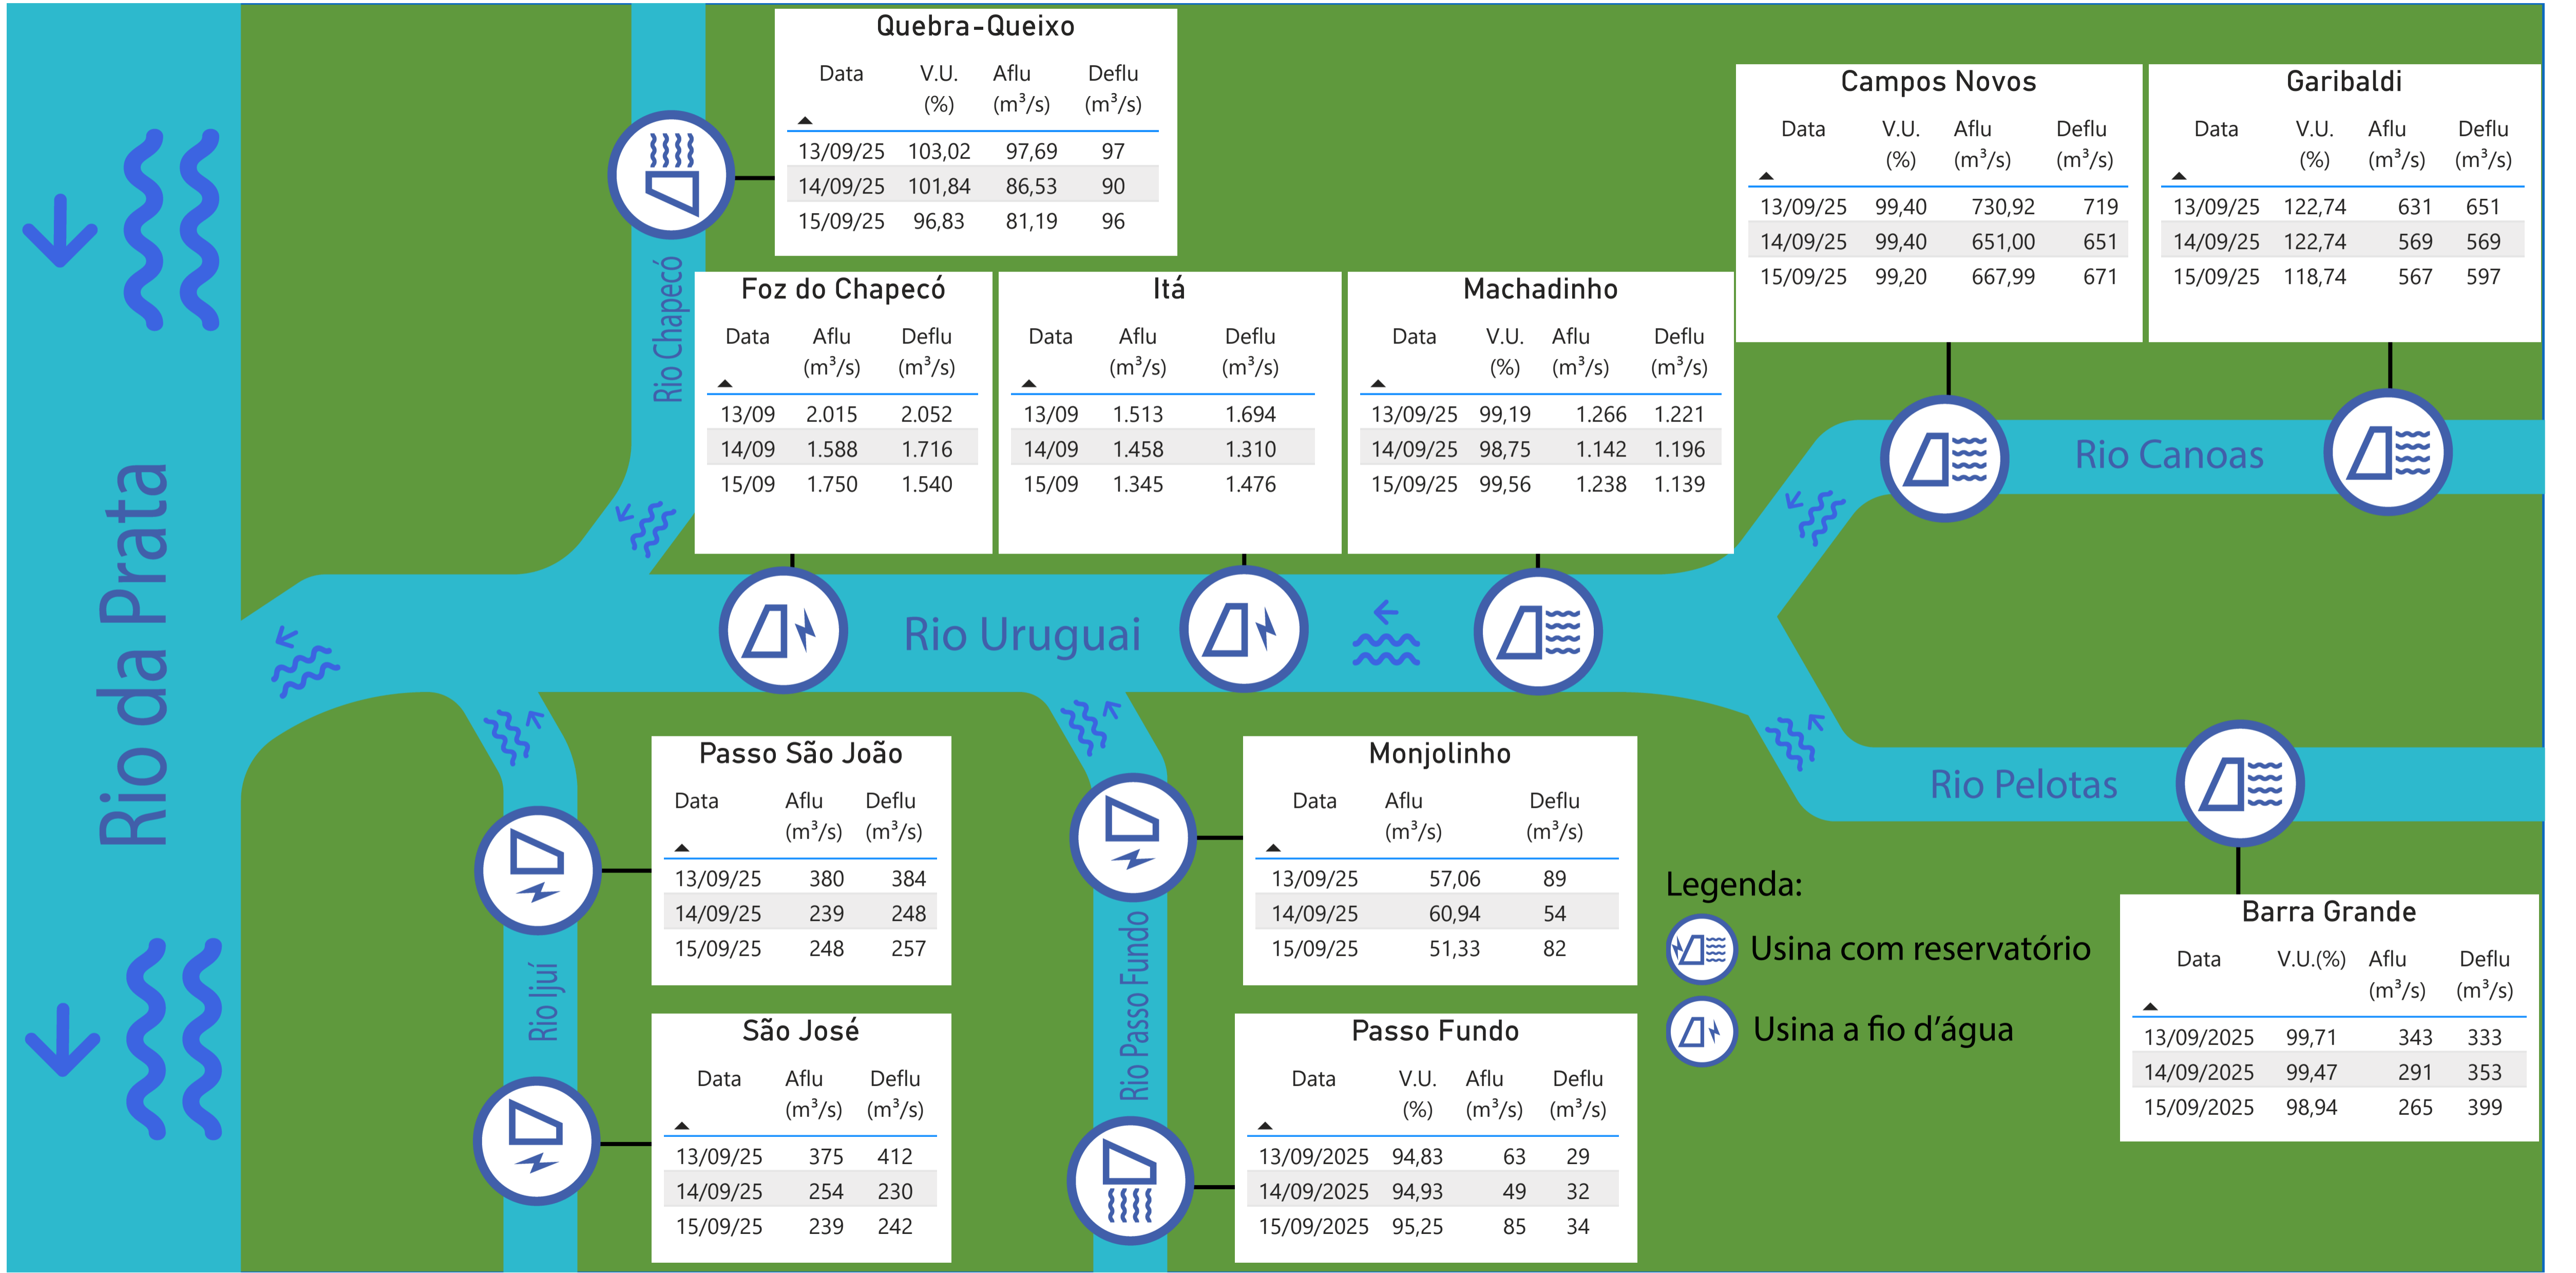 Quebra-Queixo
Data V.U. Aflu Deflu
(%) (m³/s) (m³/s)
13/09/25 103,02 97,69 97
14/09/25 101,84 86,53 90
15/09/25 96,83 81,19 96
Campos Novos
Data V.U. Aflu Deflu
(%) (m³/s) (m³/s)
13/09/25 99,40 730,92 719
14/09/25 99,40 651,00 651
15/09/25 99,20 667,99 671
Garibaldi
Data V.U. Aflu Deflu
(%) (m³/s) (m³/s)
13/09/25 122,74 631 651
14/09/25 122,74 569 569
15/09/25 118,74 567 597
Rio Chapecó
Foz do Chapecó
Data Aflu Deflu
(m³/s) (m³/s)
13/09 2.015 2.052
14/09 1.588 1.716
15/09 1.750 1.540
Itá
Data Aflu Deflu
(m³/s) (m³/s)
13/09 1.513 1.694
14/09 1.458 1.310
15/09 1.345 1.476
Machadinho
Data V.U. Aflu Deflu
(%) (m³/s) (m³/s)
13/09/25 99,19 1.266 1.221
14/09/25 98,75 1.142 1.196
15/09/25 99,56 1.238 1.139
Rio Canoas
Rio da Prata
Rio Uruguai
Rio Pelotas
Passo São João
Data Aflu Deflu
(m³/s) (m³/s)
13/09/25 380 384
14/09/25 239 248
15/09/25 248 257
Monjolinho
Data Aflu Deflu
(m³/s) (m³/s)
13/09/25 57,06 89
14/09/25 60,94 54
15/09/25 51,33 82
Legenda:
Usina com reservatório
Usina a fio d'água
Barra Grande
Data V.U.(%) Aflu Deflu
(m³/s) (m³/s)
13/09/2025 99,71 343 333
14/09/2025 99,47 291 353
15/09/2025 98,94 265 399
Rio Ijuí
São José
Data Aflu Deflu
(m³/s) (m³/s)
13/09/25 375 412
14/09/25 254 230
15/09/25 239 242
Rio Passo Fundo
Passo Fundo
Data V.U. Aflu Deflu
(%) (m³/s) (m³/s)
13/09/2025 94,83 63 29
14/09/2025 94,93 49 32
15/09/2025 95,25 85 34